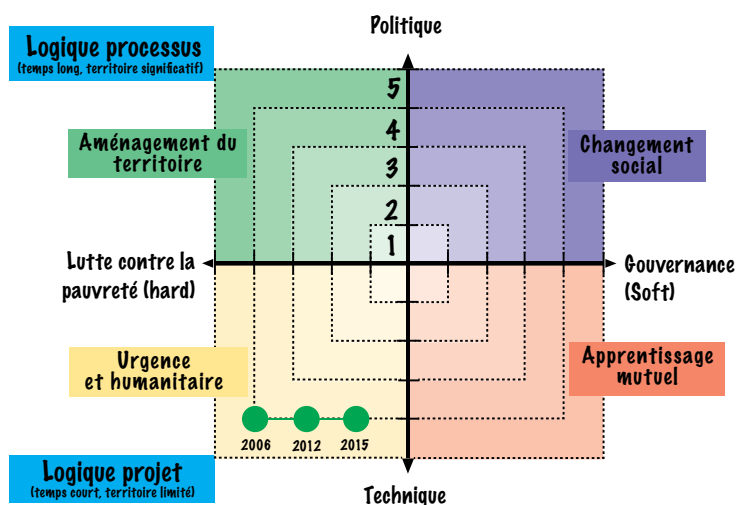 Politique
Logique processus
(temps long, territoire significatif)
5
4
3
2
1
Aménagement du
territoire
Changement
social
Lutte contre la
pauvreté (hard)
Gouvernance
(Soft)
Urgence
et humanitaire
Apprentissage
mutuel
2006
2012
2015
Logique projet
(temps court, territoire limité)
Technique